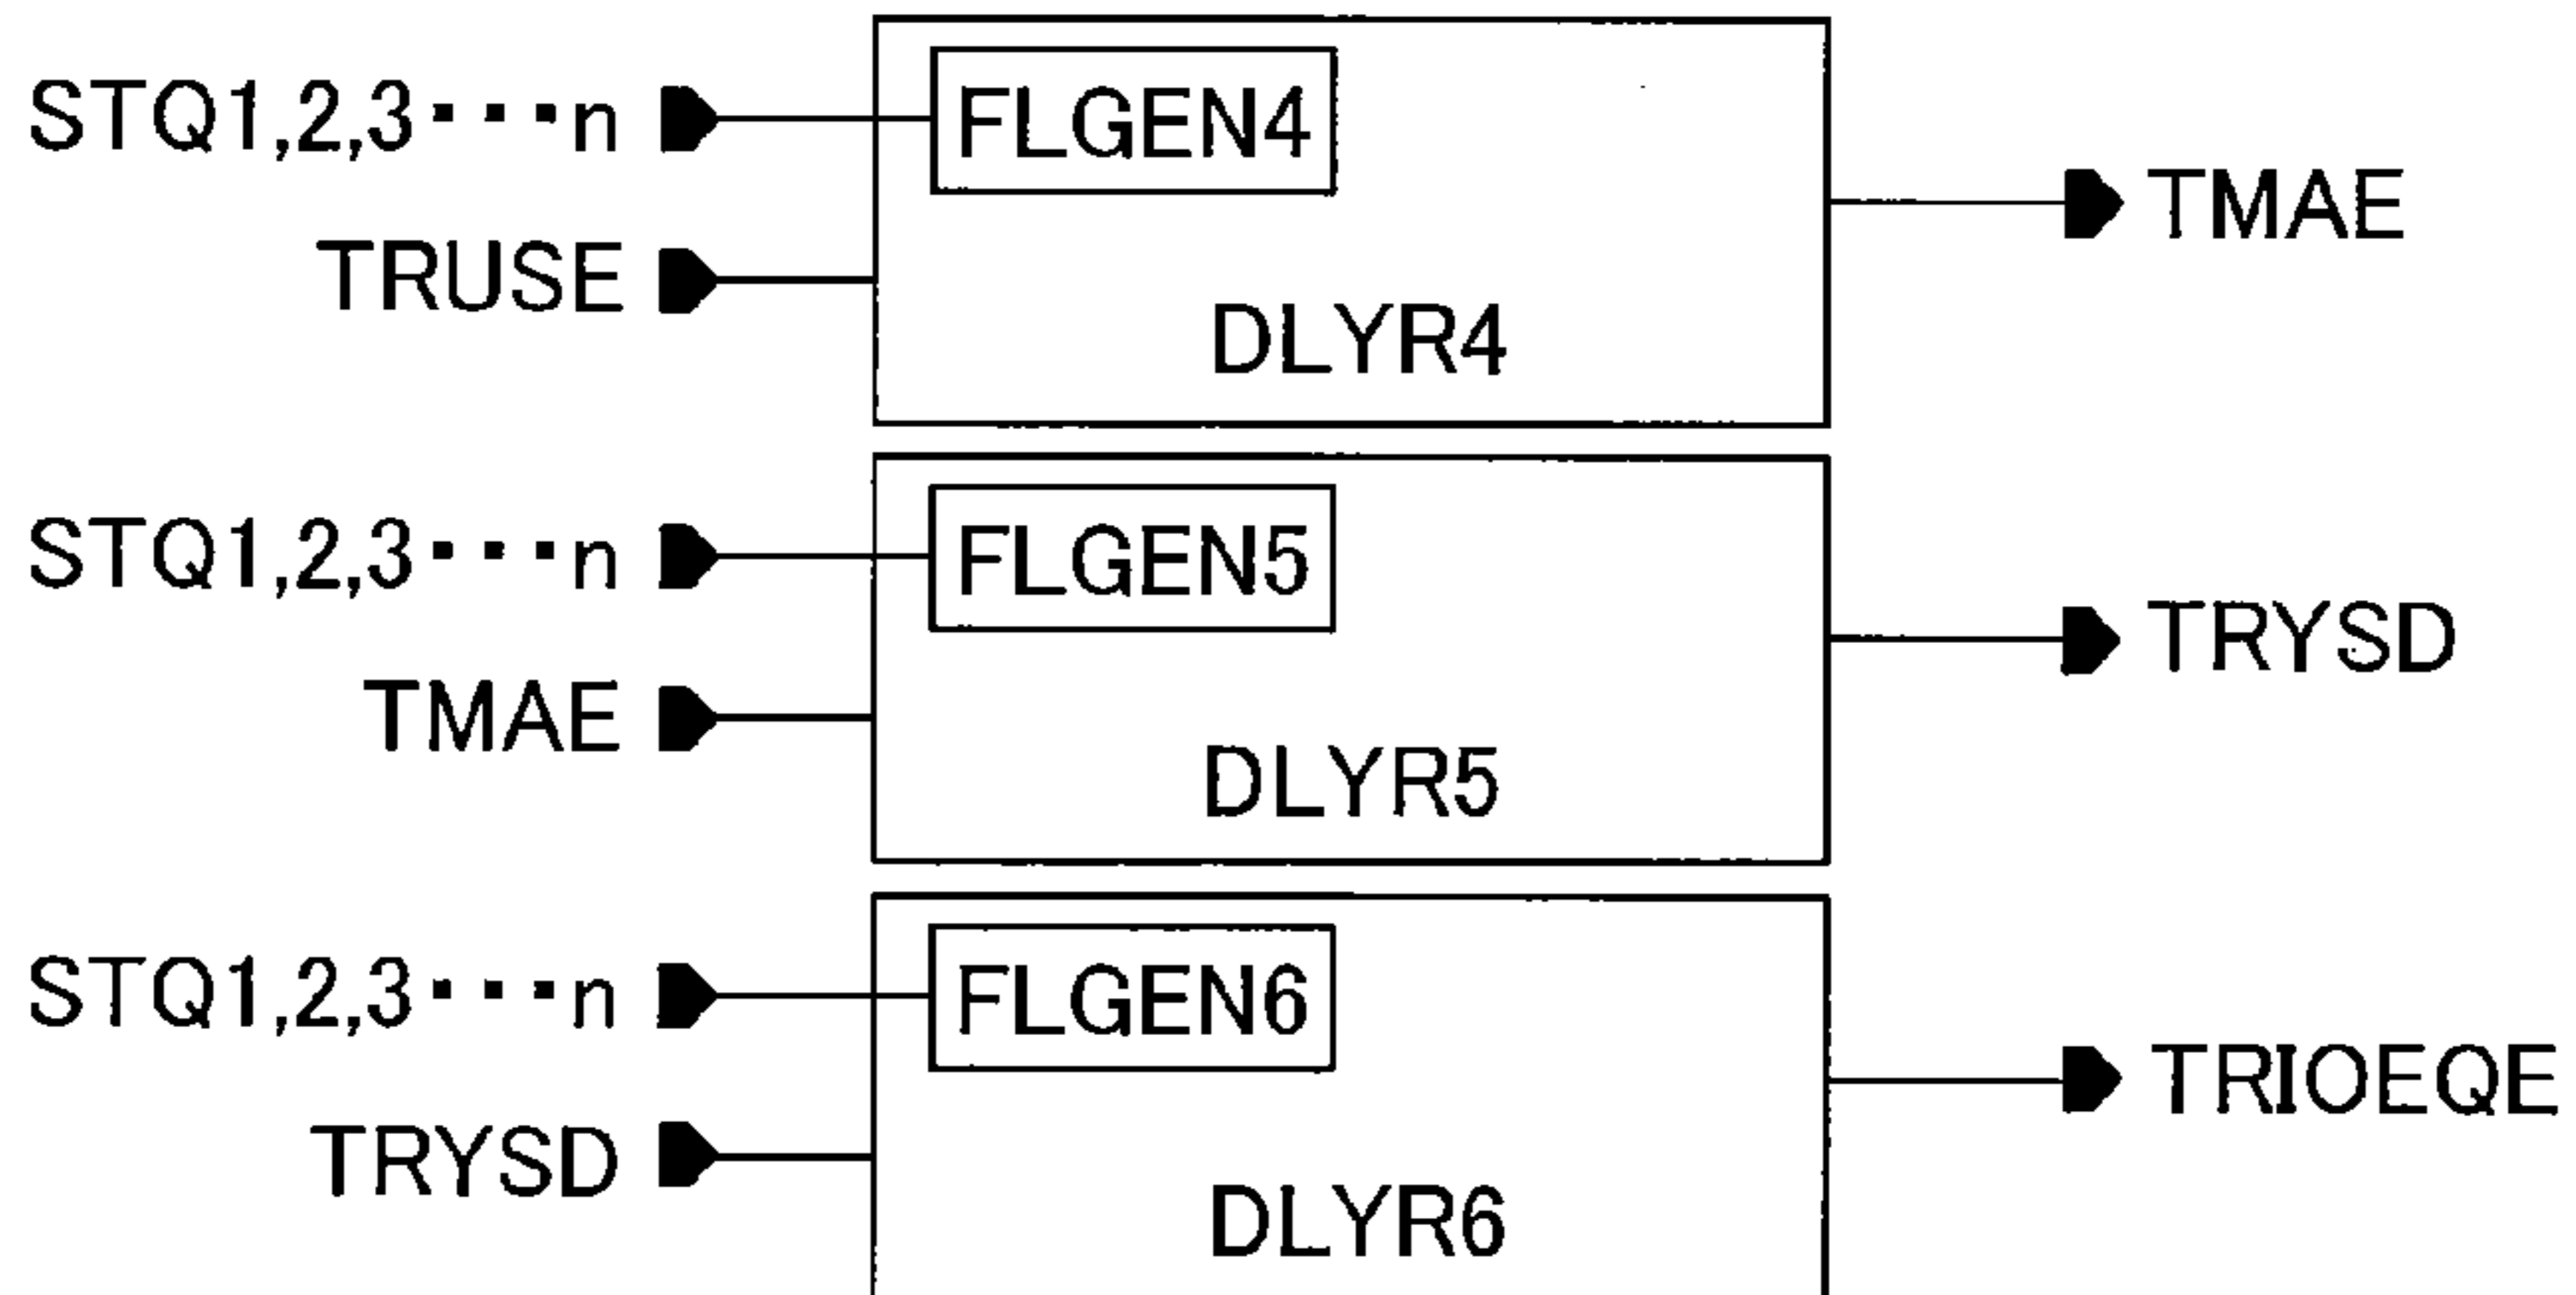 STQ1,2,3･･･n
FLGEN4
TMAE
TRUSE
DLYR4
STQ1,2,3･･･n
FLGEN5
TRYSD
TMAE
DLYR5
STQ1,2,3･･･n
FLGEN6
TRIOEQE
TRYSD
DLYR6